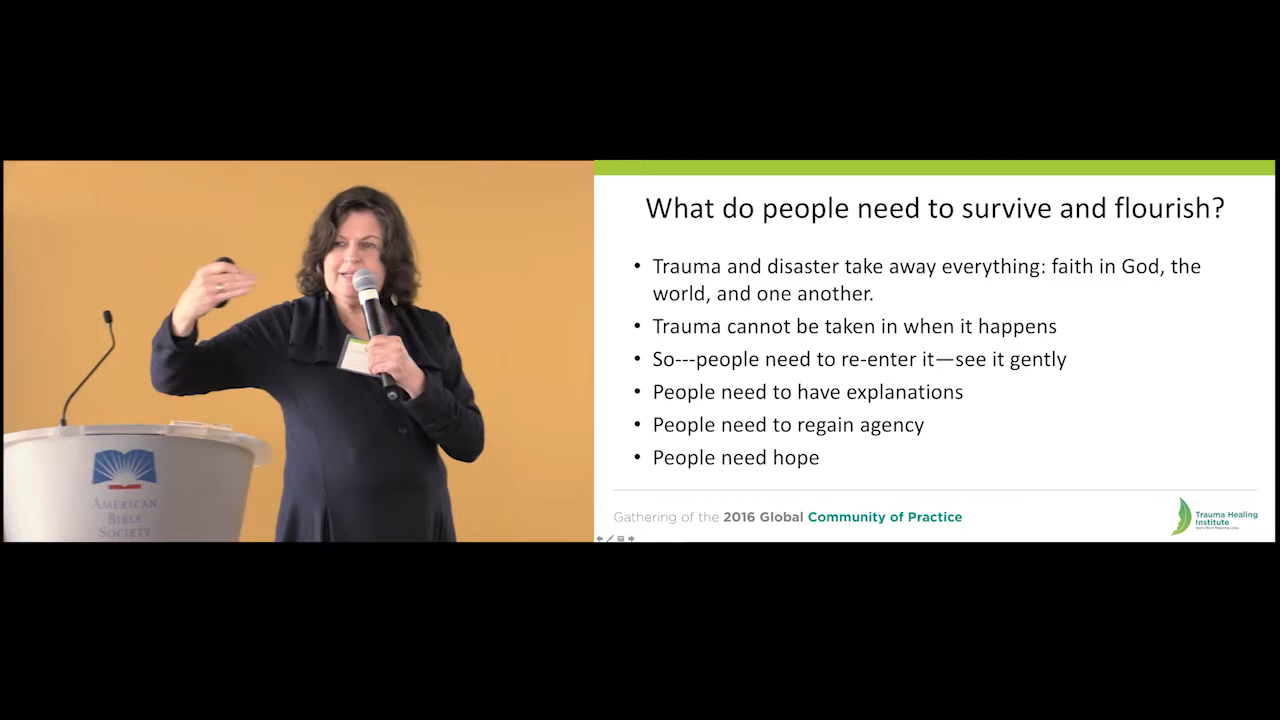 AMERICAN
BIBLE
SOCIETY
What do people need to survive and flourish?
• Trauma and disaster take away everything: faith in God, the
world, and one another.
• Trauma cannot be taken in when it happens
• So---people need to re-enter it—see it gently
• People need to have explanations
• People need to regain agency
• People need hope
Gathering of the 2016 Global Community of Practice
Trauma Healing
Institute